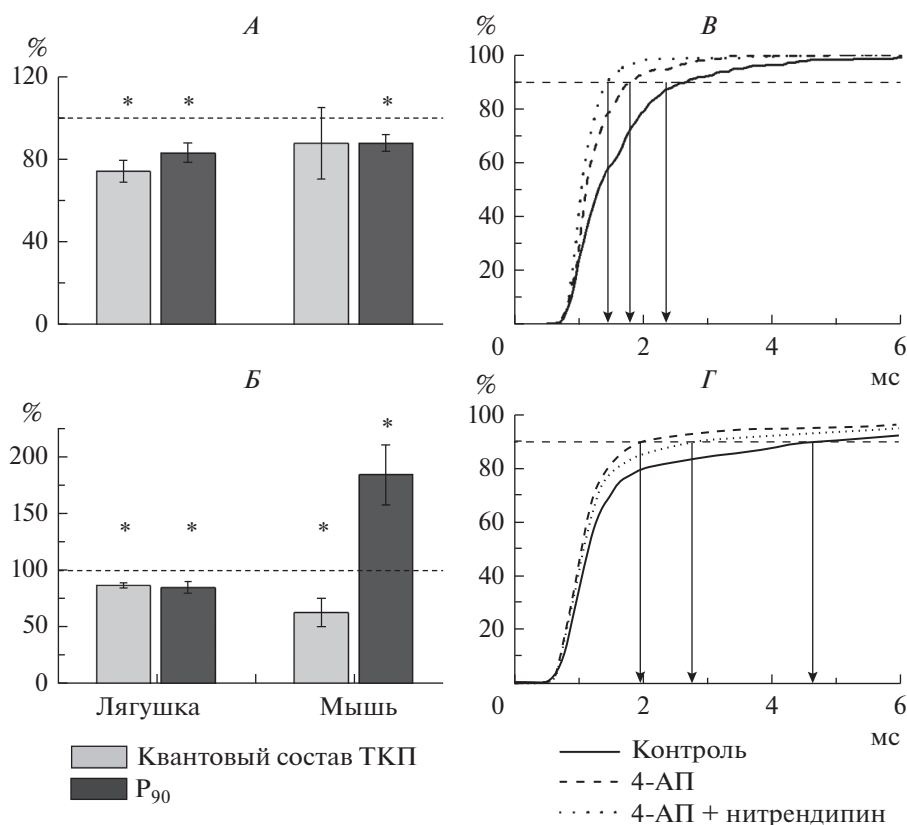 А
%
120
80
40
0
* * *
Б
%
200
150
100
50
0
* * * *
Лягушка Мышь
Квантовый состав ТКП
P90
В
%
100
80
60
40
20
0 2 4 6
мс
Г
%
100
80
60
40
20
0 2 4 6
мс
Контроль
4-АП
4-АП + нитрендипин